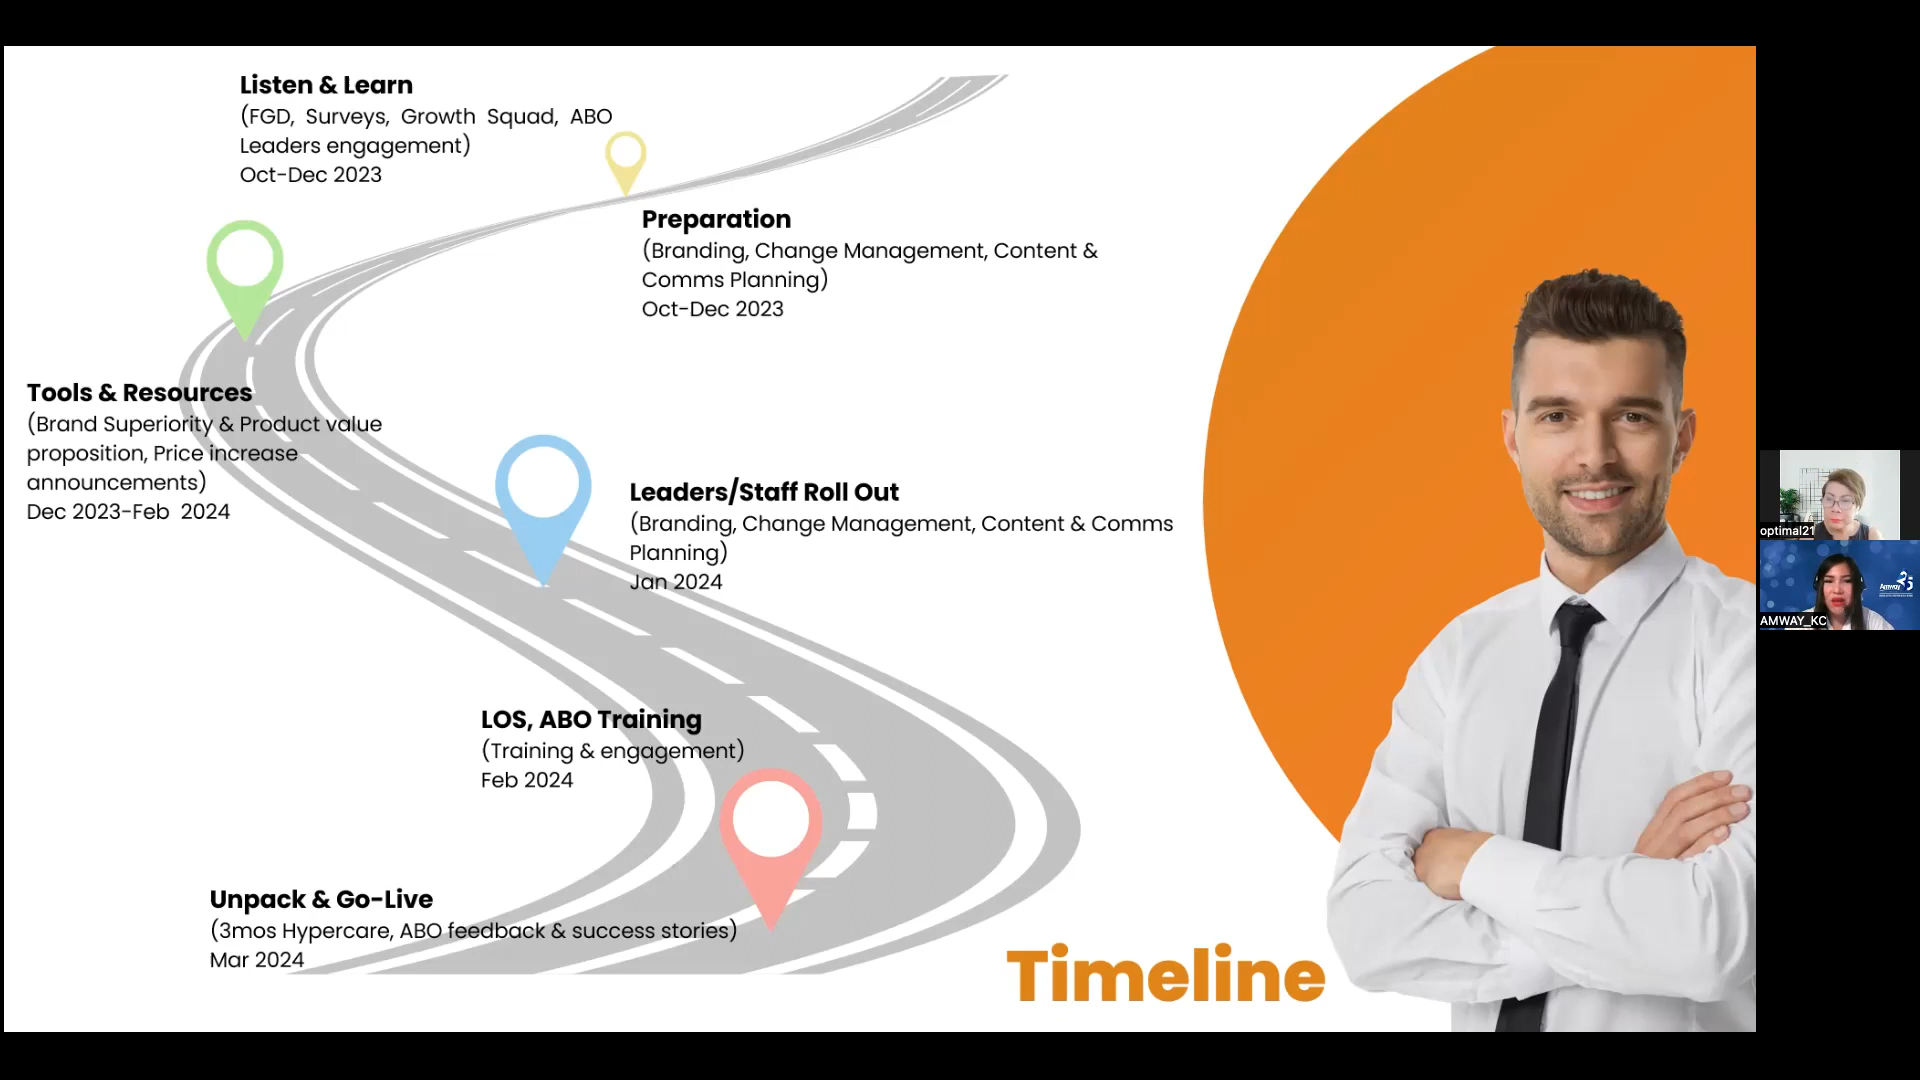 Listen & Learn
(FGD, Surveys, Growth Squad, ABO
Leaders engagement)
Oct-Dec 2023
Preparation
(Branding, Change Management, Content &
Comms Planning)
Oct-Dec 2023
Tools & Resources
(Brand Superiority & Product value
proposition, Price increase
announcements)
Dec 2023-Feb 2024
Leaders/Staff Roll Out
(Branding, Change Management, Content & Comms
Planning)
Jan 2024
LOS, ABO Training
(Training & engagement)
Feb 2024
Unpack & Go-Live
(3mos Hypercare, ABO feedback & success stories)
Mar 2024
Timeline
optimal21
Amway
AMWAY_KC